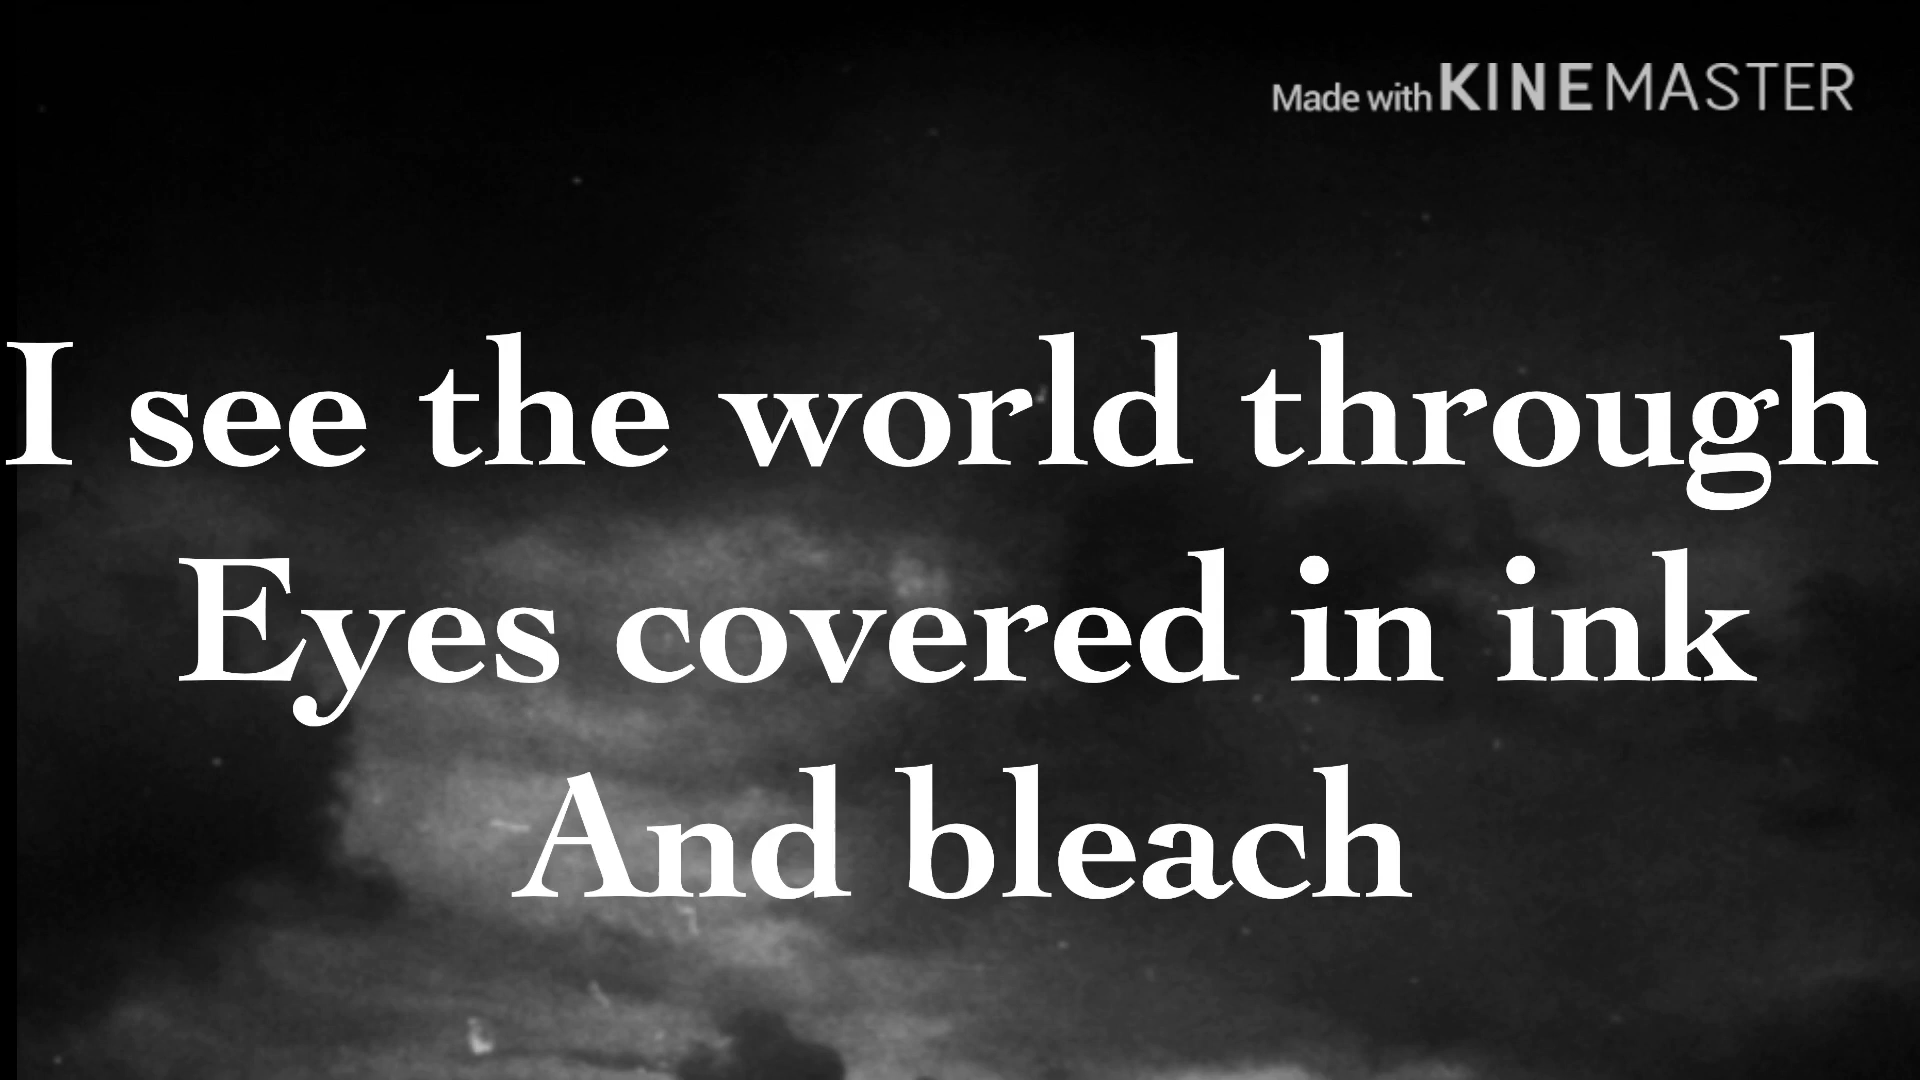 Made with KINEMASTER
I see the world through
Eyes covered in ink
And bleach